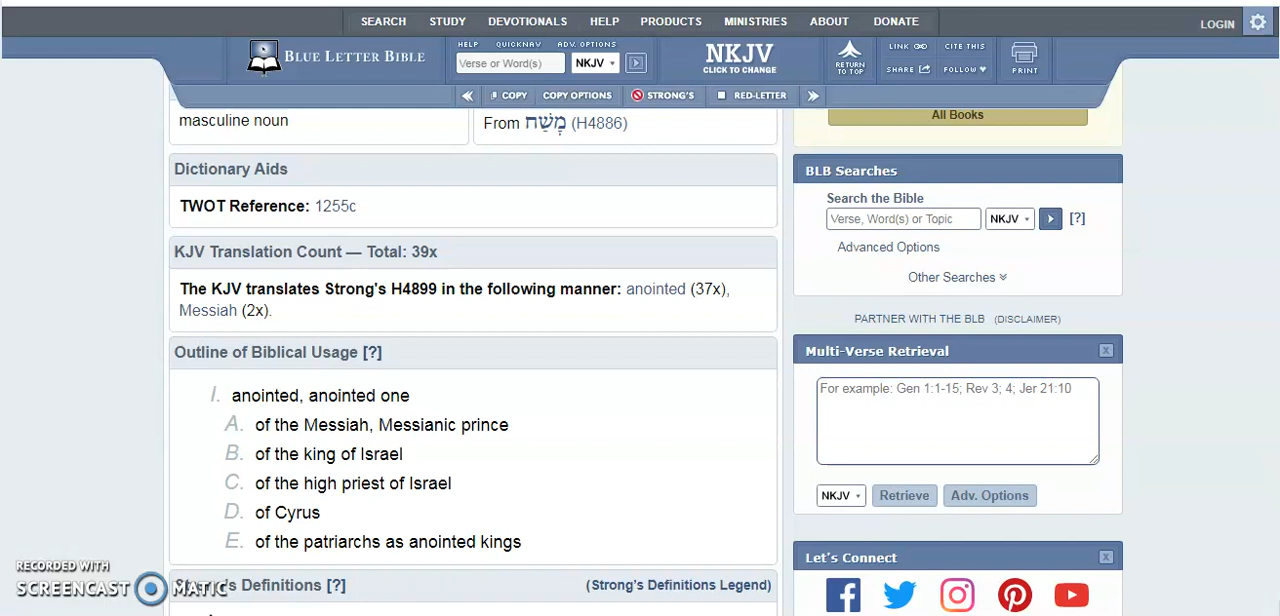 SEARCH STUDY DEVOTIONALS HELP PRODUCTS MINISTRIES ABOUT DONATE LOGIN
BLUE LETTER BIBLE
HELP QUICKNAV ADV. OPTIONS
Verse or Word(s) NKJV
NKJV
CLICK TO CHANGE
RETURN TO TOP
LINK CITE THIS
SHARE FOLLOW
PRINT
COPY COPY OPTIONS STRONG'S RED-LETTER
masculine noun
From מָשַׁח (H4886)
Dictionary Aids
TWOT Reference: 1255c
KJV Translation Count — Total: 39x
The KJV translates Strong's H4899 in the following manner: anointed (37x),
Messiah (2x).
Outline of Biblical Usage [?]
I. anointed, anointed one
A. of the Messiah, Messianic prince
B. of the king of Israel
C. of the high priest of Israel
D. of Cyrus
E. of the patriarchs as anointed kings
Definitions [?] (Strong's Definitions Legend)
All Books
BLB Searches
Search the Bible
Verse, Word(s) or Topic NKJV [?]
Advanced Options
Other Searches
PARTNER WITH THE BLB (DISCLAIMER)
Multi-Verse Retrieval
For example: Gen 1:1-15; Rev 3; 4; Jer 21:10
NKJV Retrieve Adv. Options
Let's Connect
RECORDED WITH
SCREENCAST MATIC